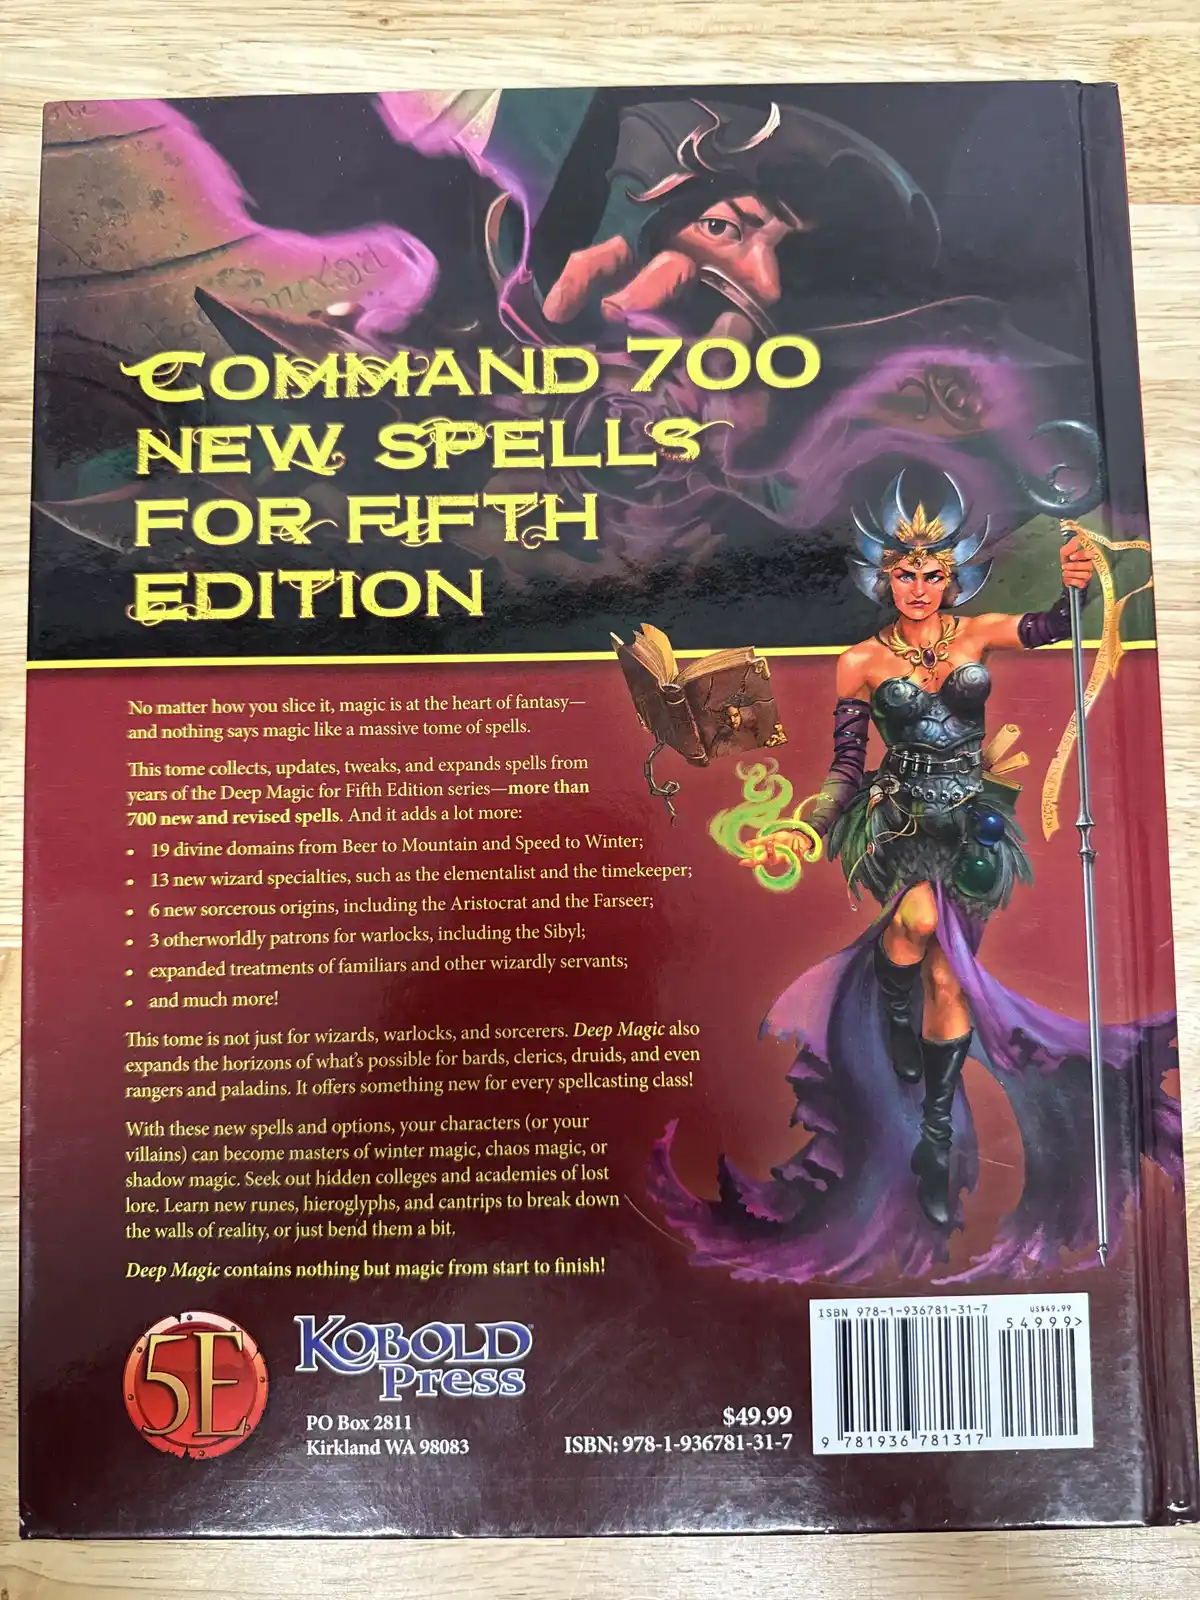 COMMAND 700
NEW SPELLS
FOR FIFTH
EDITION
No matter how you slice it, magic is at the heart of fantasy—
and nothing says magic like a massive tome of spells.
This tome collects, updates, tweaks, and expands spells from
years of the Deep Magic for Fifth Edition series—more than
700 new and revised spells. And it adds a lot more:
• 19 divine domains from Beer to Mountain and Speed to Winter;
• 13 new wizard specialties, such as the elementalist and the timekeeper;
• 6 new sorcerous origins, including the Aristocrat and the Farseer;
• 3 otherworldly patrons for warlocks, including the Sibyl;
• expanded treatments of familiars and other wizardly servants;
• and much more!
This tome is not just for wizards, warlocks, and sorcerers. Deep Magic also
expands the horizons of what's possible for bards, clerics, druids, and even
rangers and paladins. It offers something new for every spellcasting class!
With these new spells and options, your characters (or your
villains) can become masters of winter magic, chaos magic, or
shadow magic. Seek out hidden colleges and academies of lost
lore. Learn new runes, hieroglyphs, and cantrips to break down
the walls of reality, or just bend them a bit.
Deep Magic contains nothing but magic from start to finish!
5E
KOBOLD
Press
PO Box 2811
Kirkland WA 98083
$49.99
ISBN: 978-1-936781-31-7
ISBN 978-1-936781-31-7
US$49.99
54999>
9 781936 781317